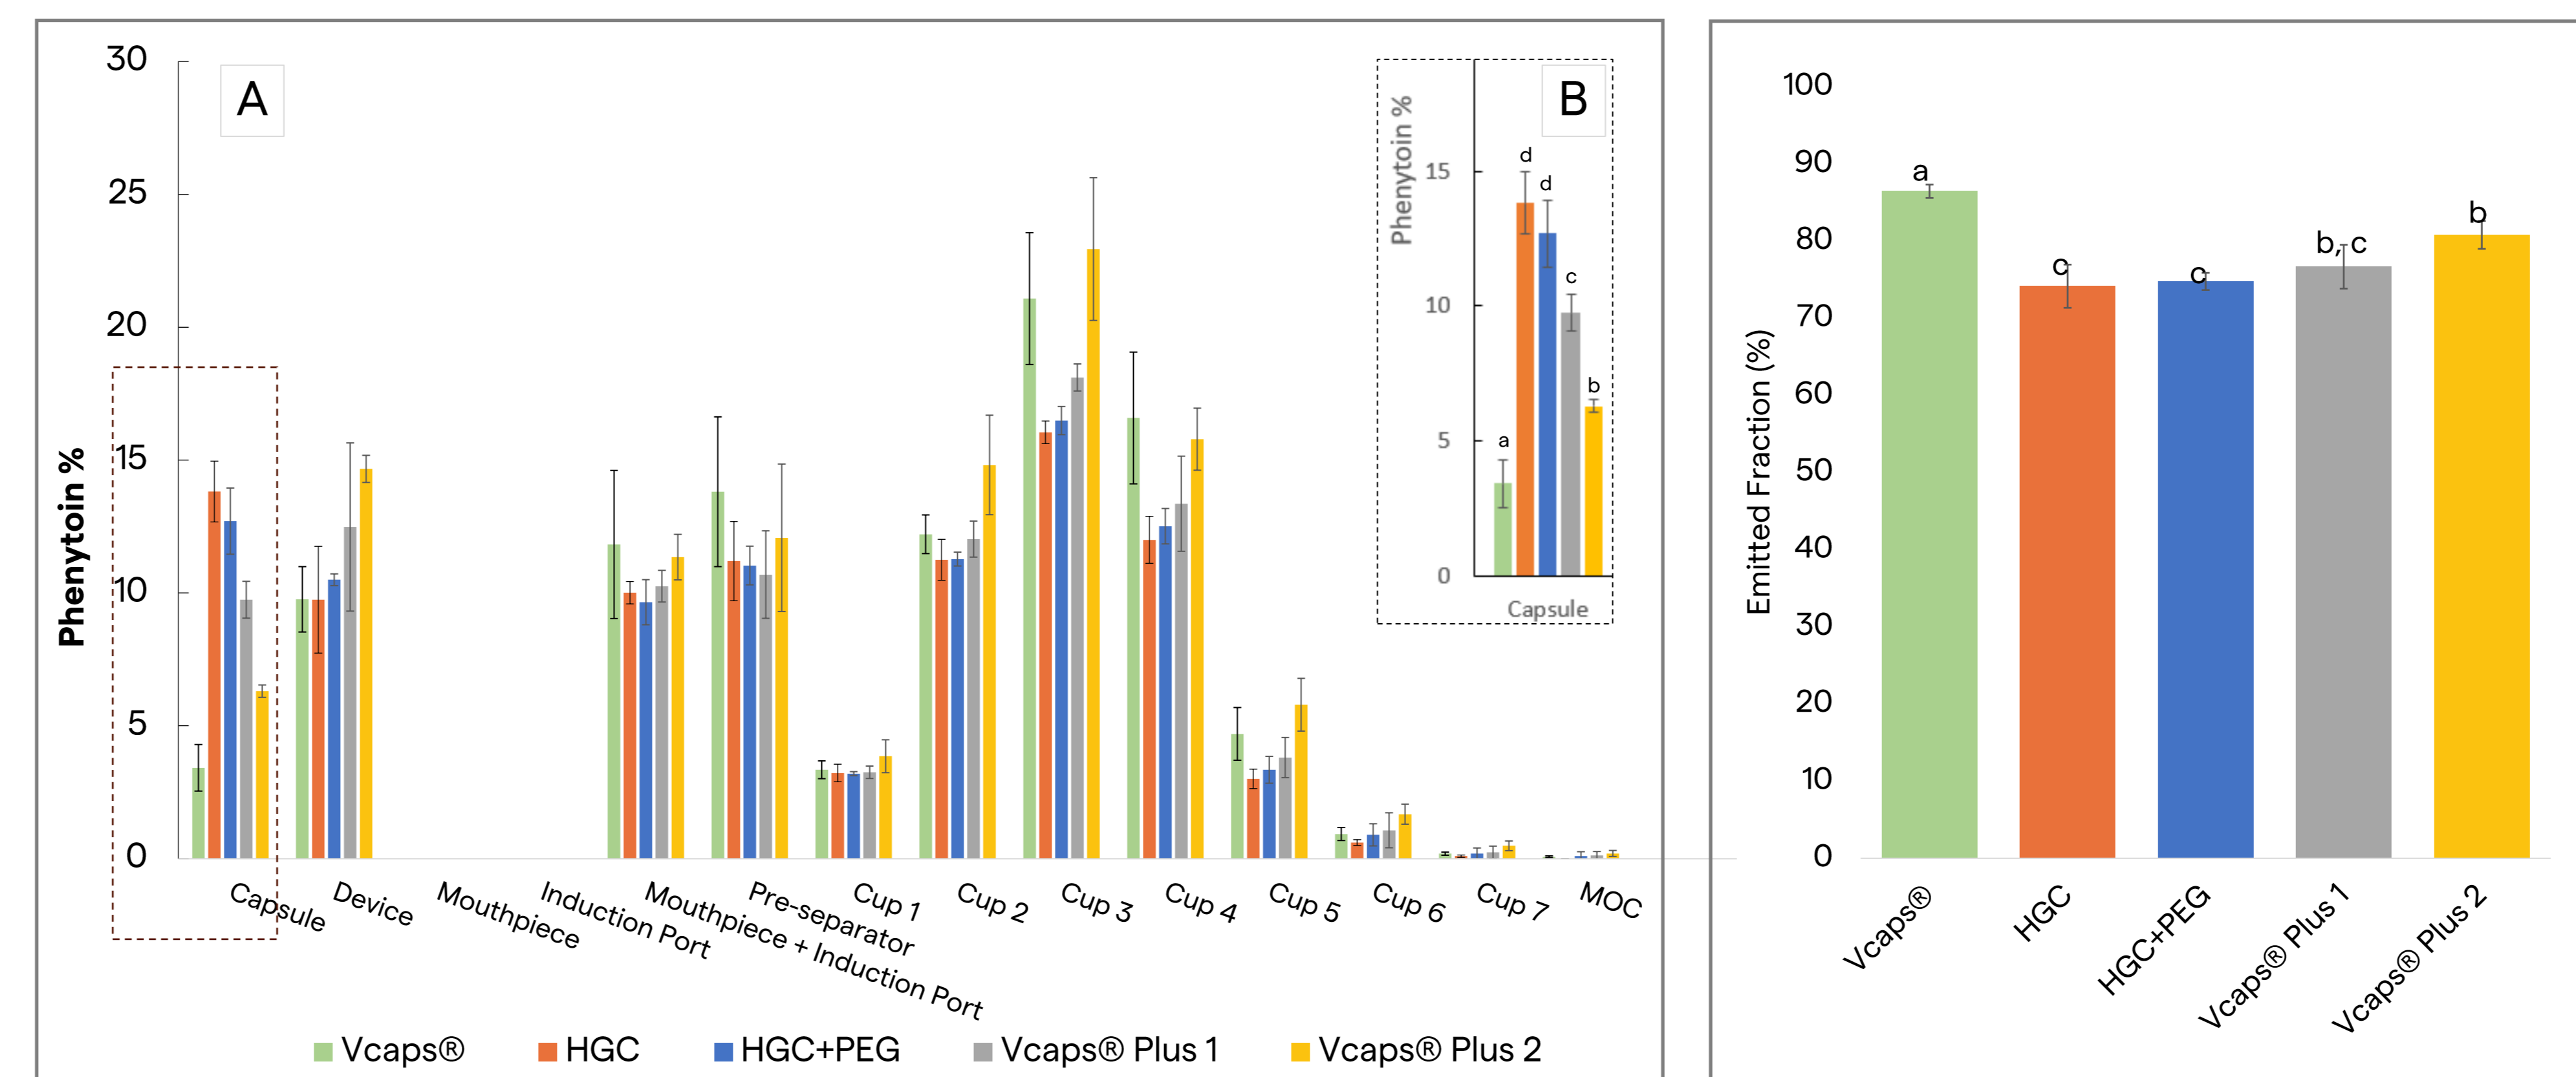 A
30
25
20
15
10
5
0
Phenytoin %
Capsule
Device
Mouthpiece
Induction Port
Mouthpiece + Induction Port
Pre-separator
Cup 1
Cup 2
Cup 3
Cup 4
Cup 5
Cup 6
Cup 7
MOC
Vcaps® HGC HGC+PEG Vcaps® Plus 1 Vcaps® Plus 2
B
Phenytoin %
15
10
5
0
a
d
d
c
b
Capsule
Emitted Fraction (%)
100
90
80
70
60
50
40
30
20
10
0
a
c
c
b, c
b
Vcaps®
HGC
HGC+PEG
Vcaps® Plus 1
Vcaps® Plus 2